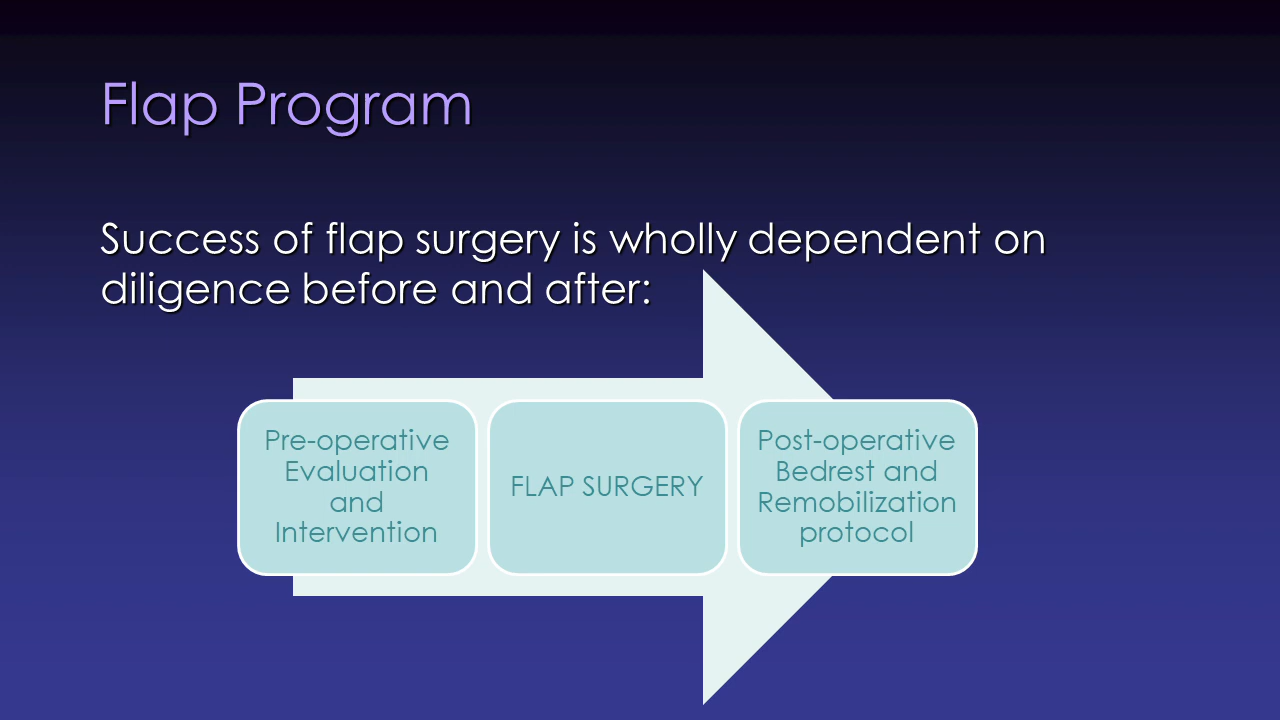 Flap Program
Success of flap surgery is wholly dependent on
diligence before and after:
Pre-operative
Evaluation
and
Intervention
FLAP SURGERY
Post-operative
Bedrest and
Remobilization
protocol